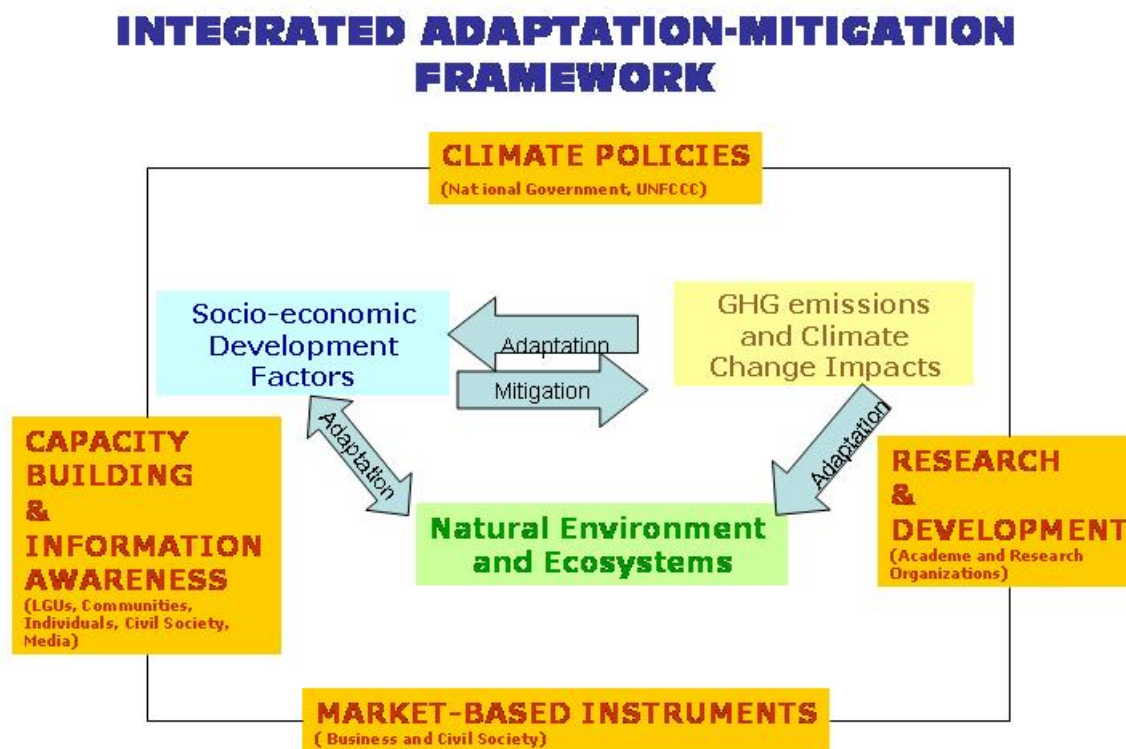 INTEGRATED ADAPTATION-MITIGATION
FRAMEWORK
CLIMATE POLICIES
(National Government, UNFCCC)
Socio-economic
Development
Factors
Adaptation
Mitigation
GHG emissions
and Climate
Change Impacts
Adaptation
Adaptation
Natural Environment
and Ecosystems
CAPACITY
BUILDING
&
INFORMATION
AWARENESS
(LGUs, Communities,
Individuals, Civil Society,
Media)
RESEARCH
&
DEVELOPMENT
(Academe and Research
Organizations)
MARKET-BASED INSTRUMENTS
( Business and Civil Society)